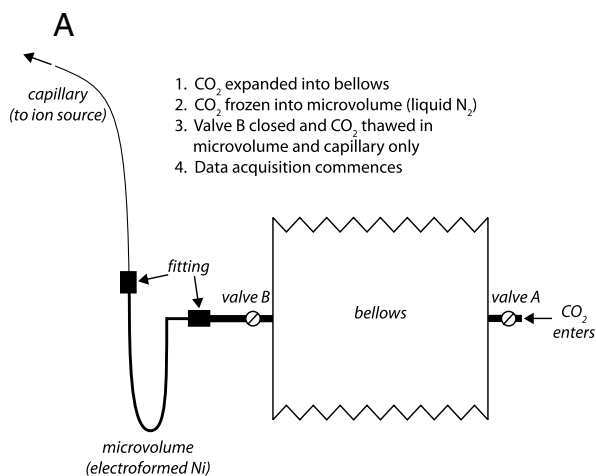 A
capillary
(to ion source)
1. CO₂ expanded into bellows
2. CO₂ frozen into microvolume (liquid N₂)
3. Valve B closed and CO₂ thawed in
microvolume and capillary only
4. Data acquisition commences
fitting
valve B
bellows
valve A
CO₂
enters
microvolume
(electroformed Ni)